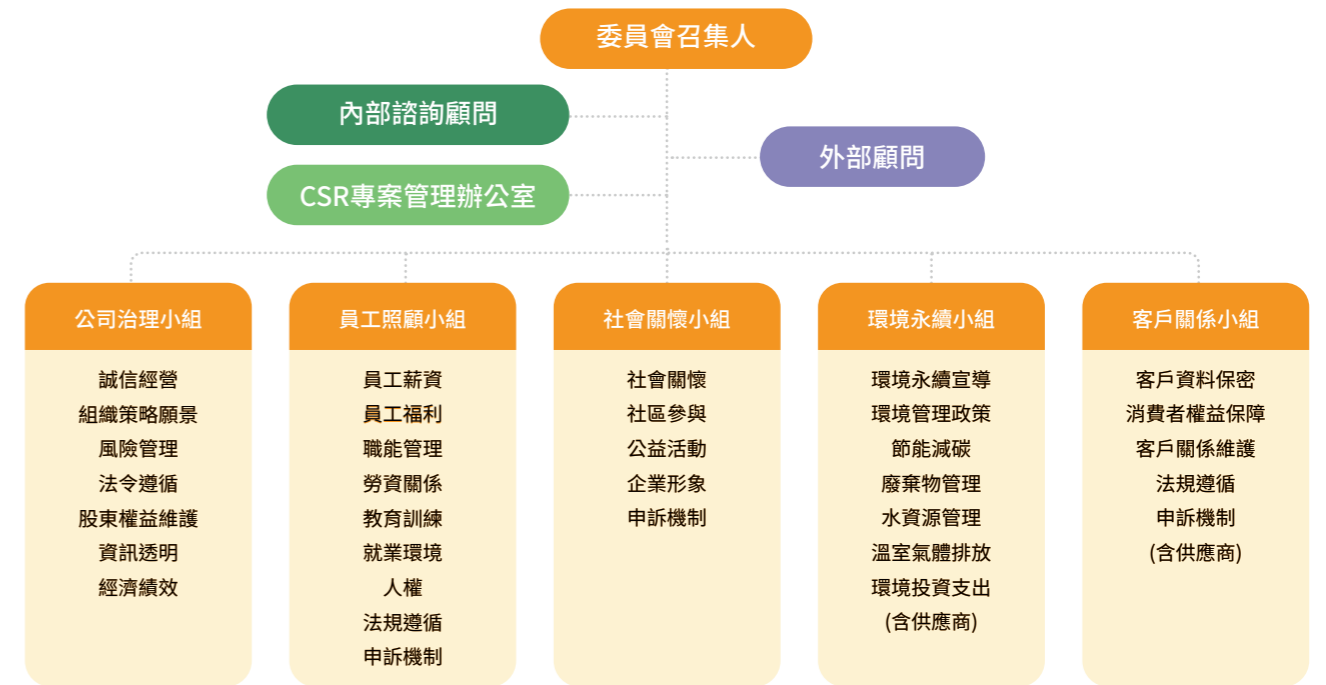 委員會召集人
內部諮詢顧問
外部顧問
CSR專案管理辦公室
公司治理小組
誠信經營
組織策略願景
風險管理
法令遵循
股東權益維護
資訊透明
經濟績效
員工照顧小組
員工薪資
員工福利
職能管理
勞資關係
教育訓練
就業環境
人權
法規遵循
申訴機制
社會關懷小組
社會關懷
社區參與
公益活動
企業形象
申訴機制
環境永續小組
環境永續宣導
環境管理政策
節能減碳
廢棄物管理
水資源管理
溫室氣體排放
環境投資支出
(含供應商)
客戶關係小組
客戶資料保密
消費者權益保障
客戶關係維護
法規遵循
申訴機制
(含供應商)